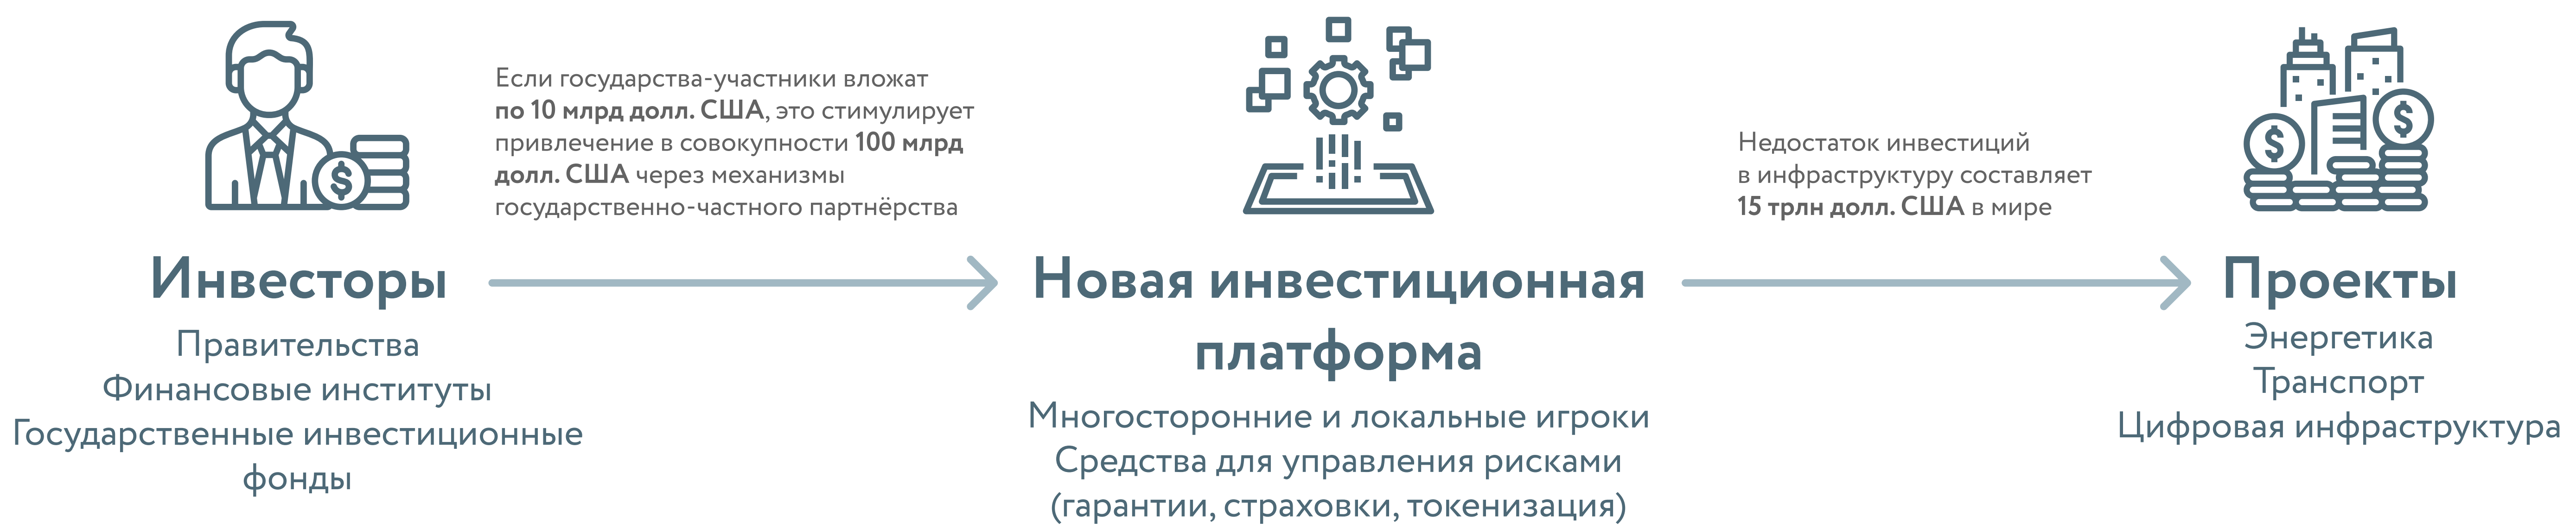 Если государства-участники вложат
по 10 млрд долл. США, это стимулирует
привлечение в совокупности 100 млрд
долл. США через механизмы
государственно-частного партнёрства
Недостаток инвестиций
в инфраструктуру составляет
15 трлн долл. США в мире
Инвесторы
Правительства
Финансовые институты
Государственные инвестиционные
фонды
Новая инвестиционная
платформа
Многосторонние и локальные игроки
Средства для управления рисками
(гарантии, страховки, токенизация)
Проекты
Энергетика
Транспорт
Цифровая инфраструктура
$
$
$